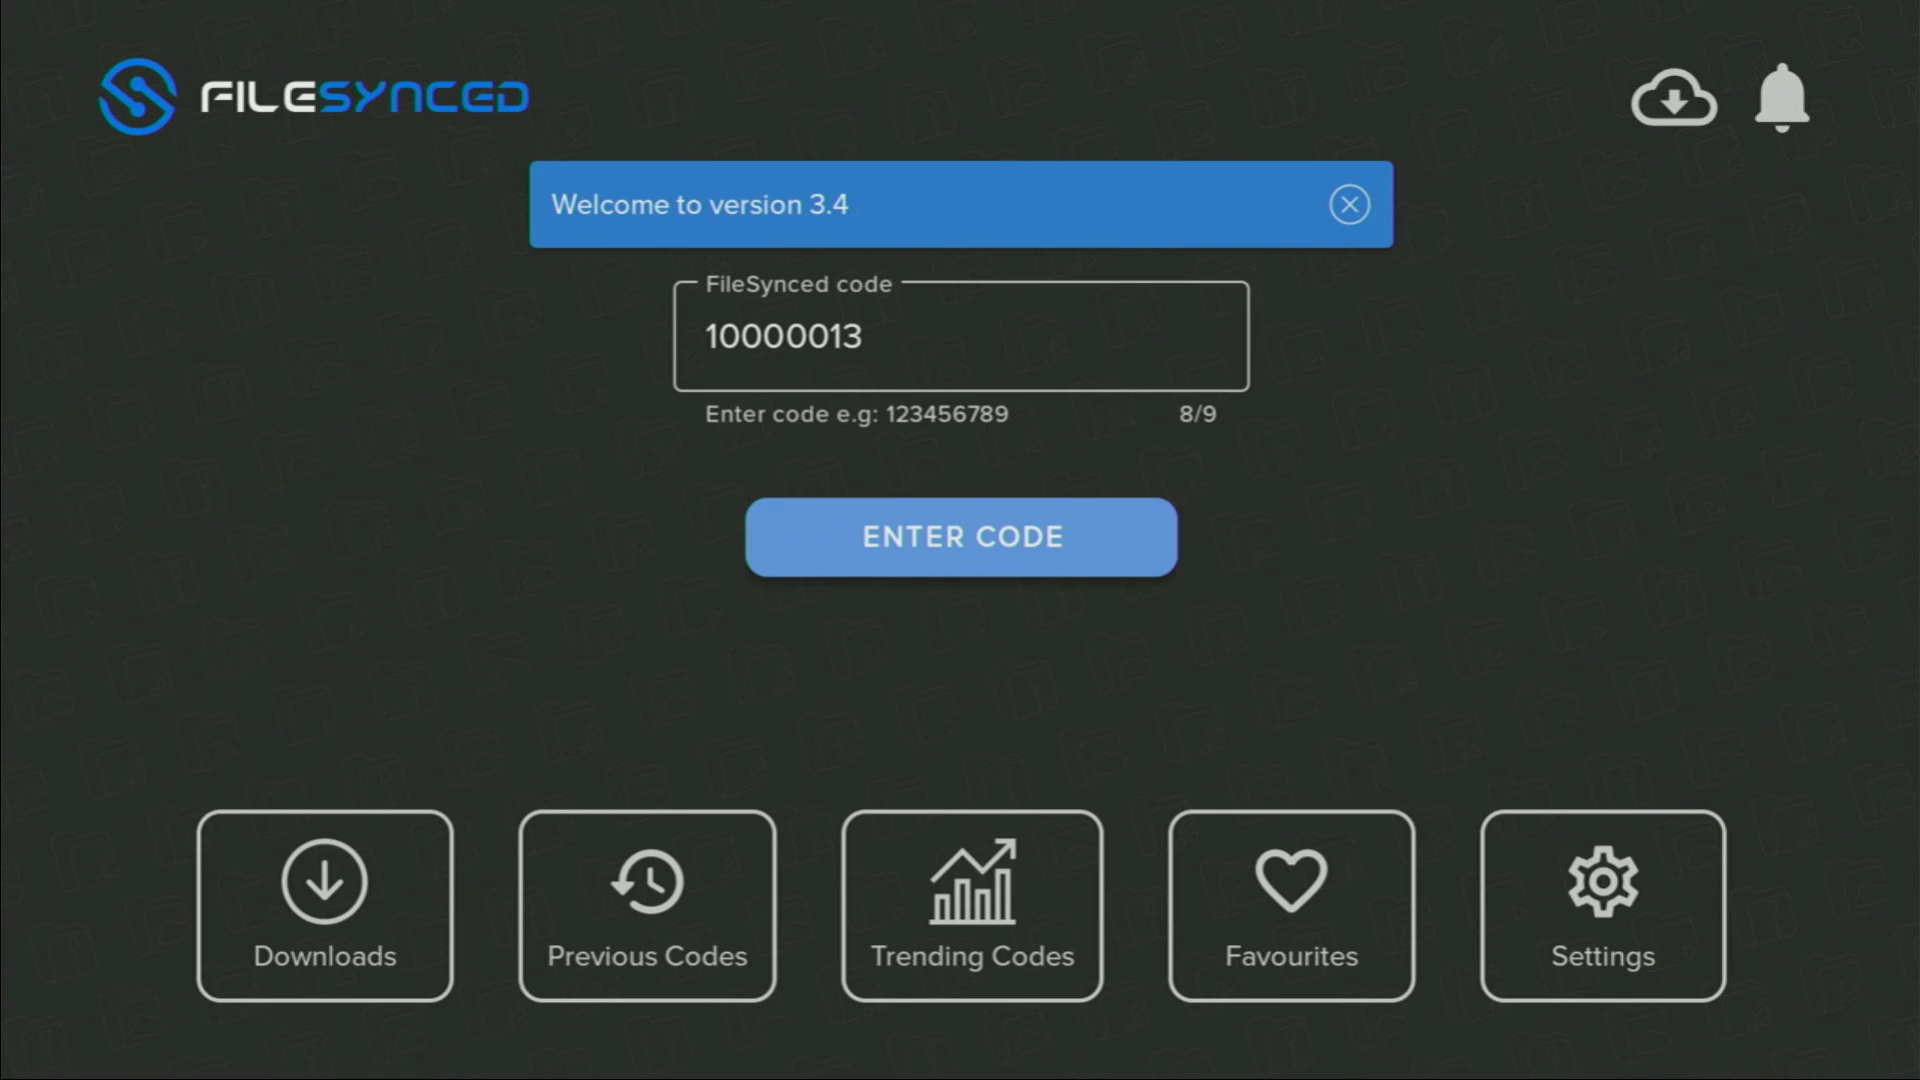 FILESYNCED
Welcome to version 3.4
FileSynced code
10000013
Enter code e.g: 123456789 8/9
ENTER CODE
Downloads Previous Codes Trending Codes Favourites Settings